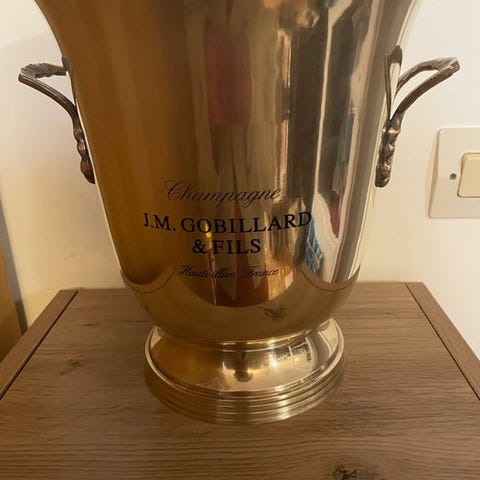 Champagne
J.M. GOBILLARD
& FILS
Hautvillers France